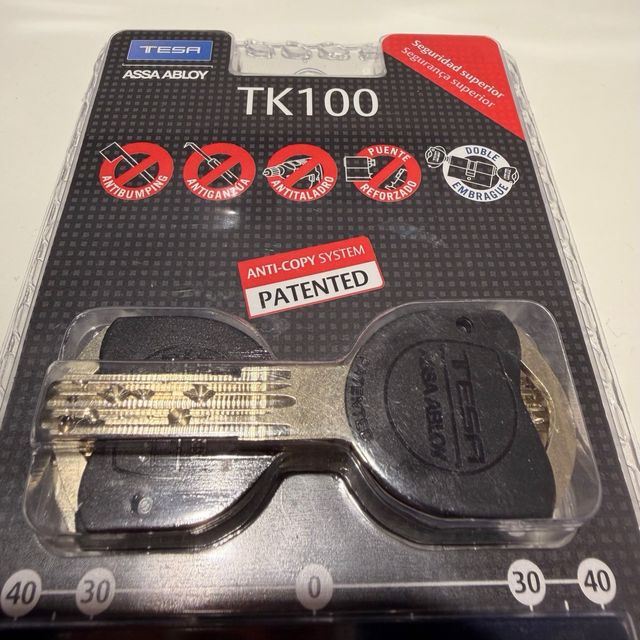 TESA
ASSA ABLOY
Seguridad superior
Segurança superior
TK100
ANTIBUMPING
ANTIGANZUA
ANTITALADRO
PUENTE
REFORZADO
DOBLE
EMBRAGUE
ANTI-COPY SYSTEM
PATENTED
PATENTED
TESA
ASSA ABLOY
40 30 0 30 40